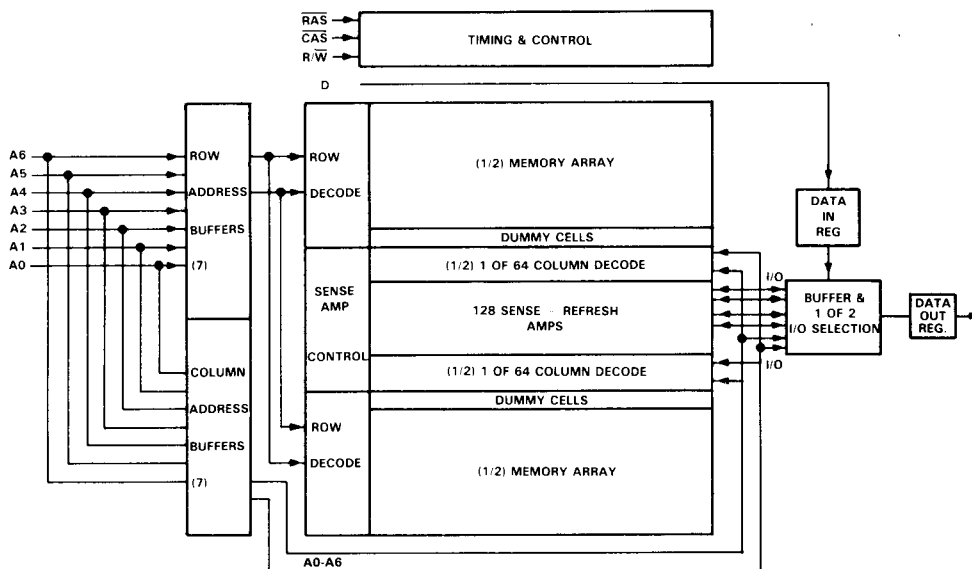 RAS
CAS
R/W
TIMING & CONTROL
D
A6
A5
A4
A3
A2
A1
A0
ROW
ADDRESS
BUFFERS
(7)
COLUMN
ADDRESS
BUFFERS
(7)
ROW
DECODE
SENSE
AMP
CONTROL
ROW
DECODE
(1/2) MEMORY ARRAY
DUMMY CELLS
(1/2) 1 OF 64 COLUMN DECODE
128 SENSE - REFRESH
AMPS
(1/2) 1 OF 64 COLUMN DECODE
DUMMY CELLS
(1/2) MEMORY ARRAY
A0-A6
DATA
IN
REG
I/O
BUFFER &
1 OF 2
I/O SELECTION
I/O
DATA
OUT
REG.